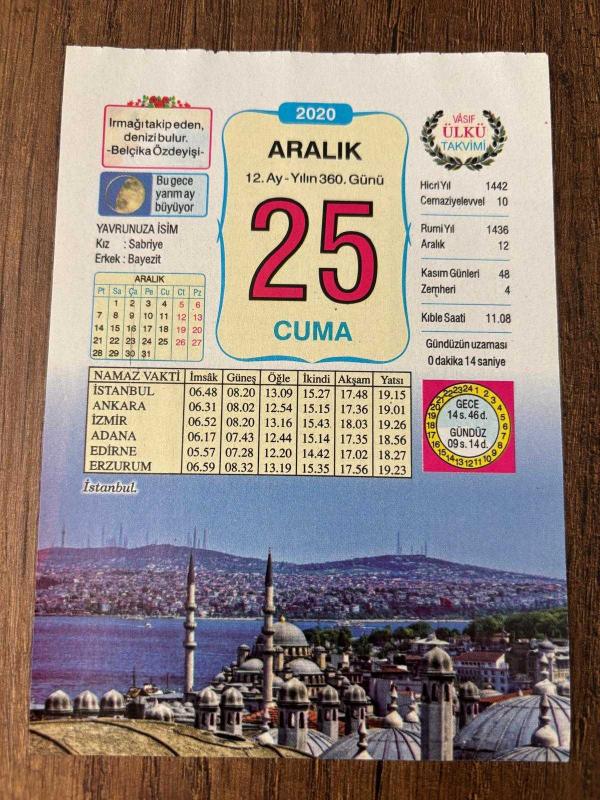 Irmağı takip eden,
denizi bulur.
-Belçika Özdeyişi-
Bu gece
yarım ay
büyüyor
YAVRUNUZA İSİM
Kız : Sabriye
Erkek : Bayezit
ARALIK
Pt Sa Ça Pe Cu Ct Pz
1 2 3 4 5 6
7 8 9 10 11 12 13
14 15 16 17 18 19 20
21 22 23 24 25 26 27
28 29 30 31
2020
ARALIK
12. Ay - Yılın 360. Günü
25
CUMA
VÂSIF
ÜLKÜ
TAKVİMİ
Hicri Yıl 1442
Cemaziyelevvel 10
Rumi Yıl 1436
Aralık 12
Kasım Günleri 48
Zemheri 4
Kıble Saati 11.08
Gündüzün uzaması
0 dakika 14 saniye
NAMAZ VAKTİ İmsâk Güneş Öğle İkindi Akşam Yatsı
İSTANBUL 06.48 08.20 13.09 15.27 17.48 19.15
ANKARA 06.31 08.02 12.54 15.15 17.36 19.01
İZMİR 06.52 08.20 13.16 15.43 18.03 19.26
ADANA 06.17 07.43 12.44 15.14 17.35 18.56
EDİRNE 05.57 07.28 12.20 14.42 17.02 18.27
ERZURUM 06.59 08.32 13.19 15.35 17.56 19.23
GECE
14 s. 46 d.
GÜNDÜZ
09 s. 14 d.
İstanbul.